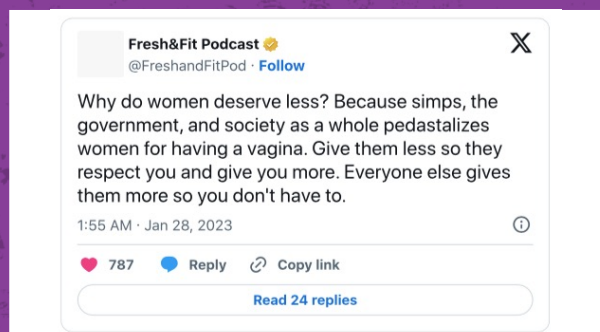 Fresh&Fit Podcast
@FreshandFitPod · Follow
Why do women deserve less? Because simps, the
government, and society as a whole pedastalizes
women for having a vagina. Give them less so they
respect you and give you more. Everyone else gives
them more so you don't have to.
1:55 AM · Jan 28, 2023
787 Reply Copy link
Read 24 replies